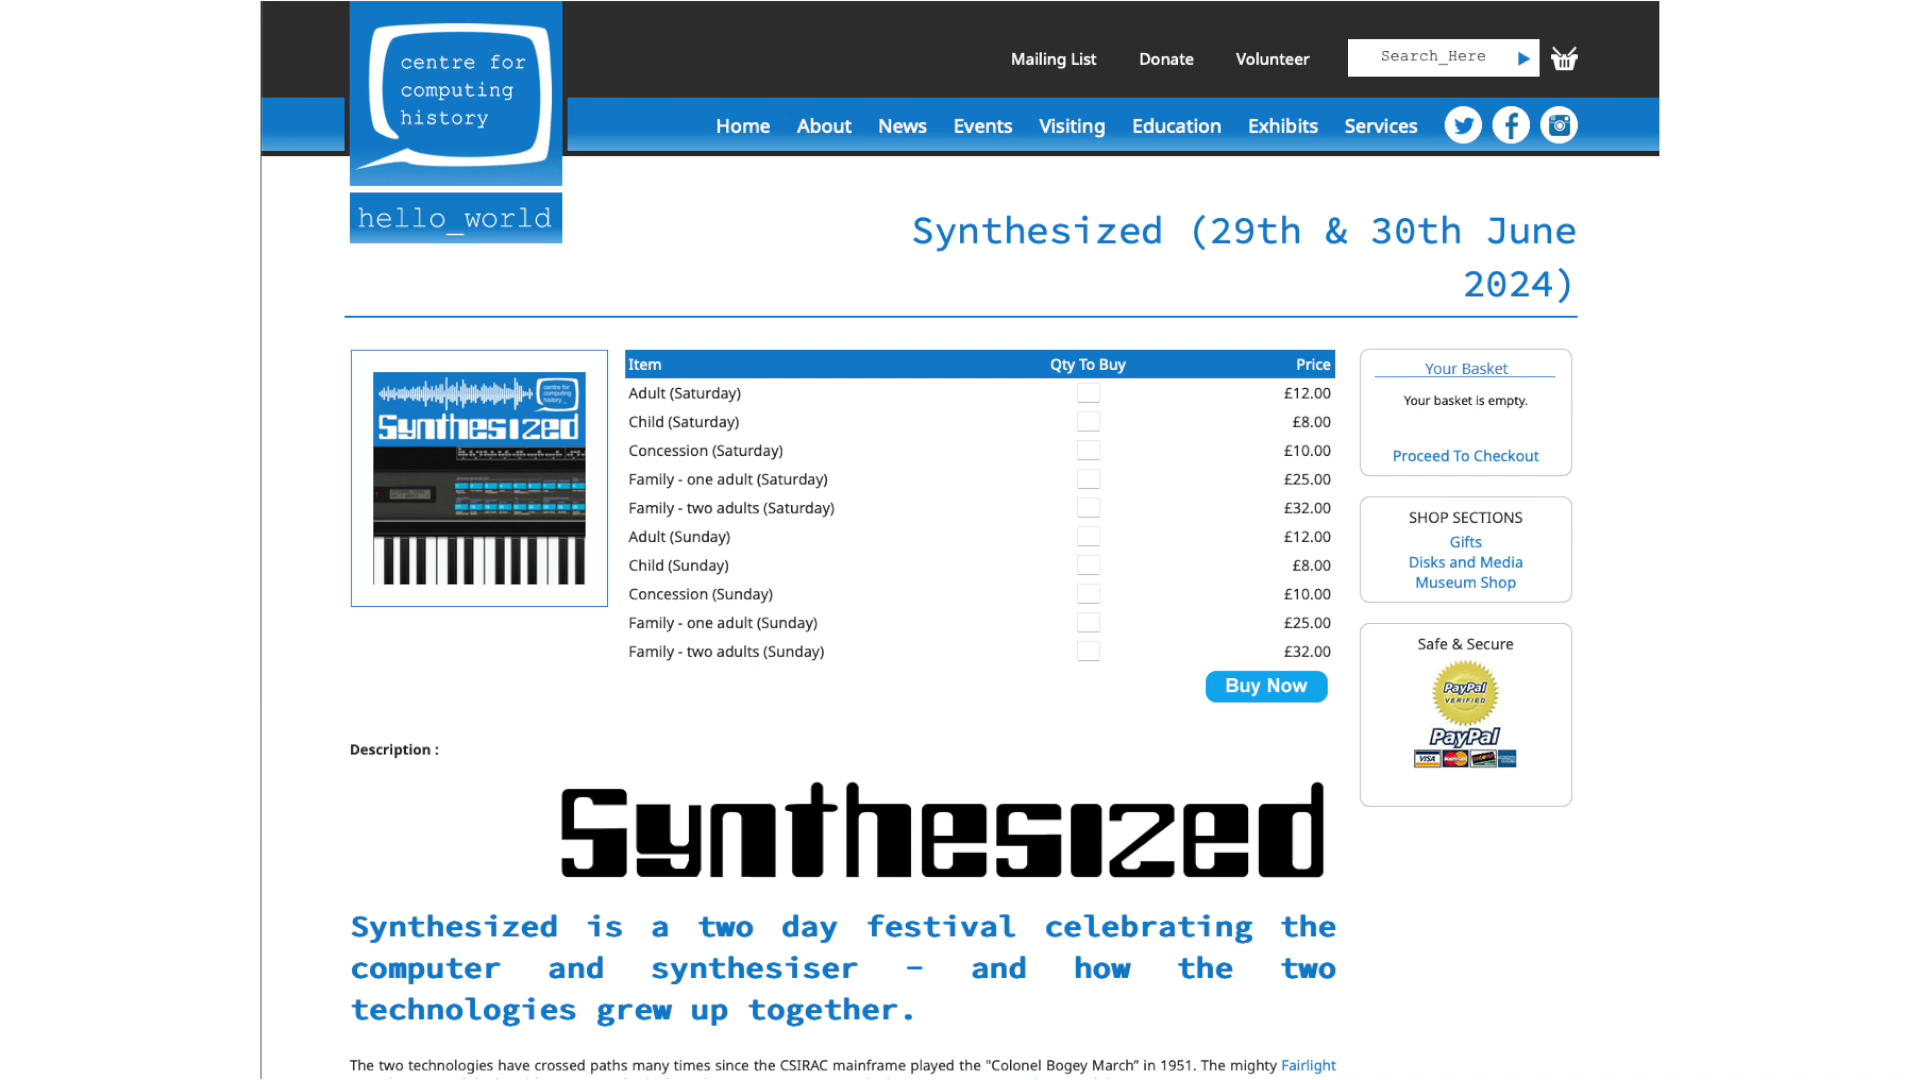 centre for
computing
history
hello_world
Mailing List
Donate
Volunteer
Search_Here
Home
About
News
Events
Visiting
Education
Exhibits
Services
Synthesized (29th & 30th June
2024)
centre for
computing
history_
Synthesized
Item Qty To Buy Price
Adult (Saturday) £12.00
Child (Saturday) £8.00
Concession (Saturday) £10.00
Family - one adult (Saturday) £25.00
Family - two adults (Saturday) £32.00
Adult (Sunday) £12.00
Child (Sunday) £8.00
Concession (Sunday) £10.00
Family - one adult (Sunday) £25.00
Family - two adults (Sunday) £32.00
Buy Now
Your Basket
Your basket is empty.
Proceed To Checkout
SHOP SECTIONS
Gifts
Disks and Media
Museum Shop
Safe & Secure
PayPal
VERIFIED
PayPal
VISA
Description :
Synthesized
Synthesized is a two day festival celebrating the
computer and synthesiser – and how the two
technologies grew up together.
The two technologies have crossed paths many times since the CSIRAC mainframe played the "Colonel Bogey March” in 1951. The mighty Fairlight